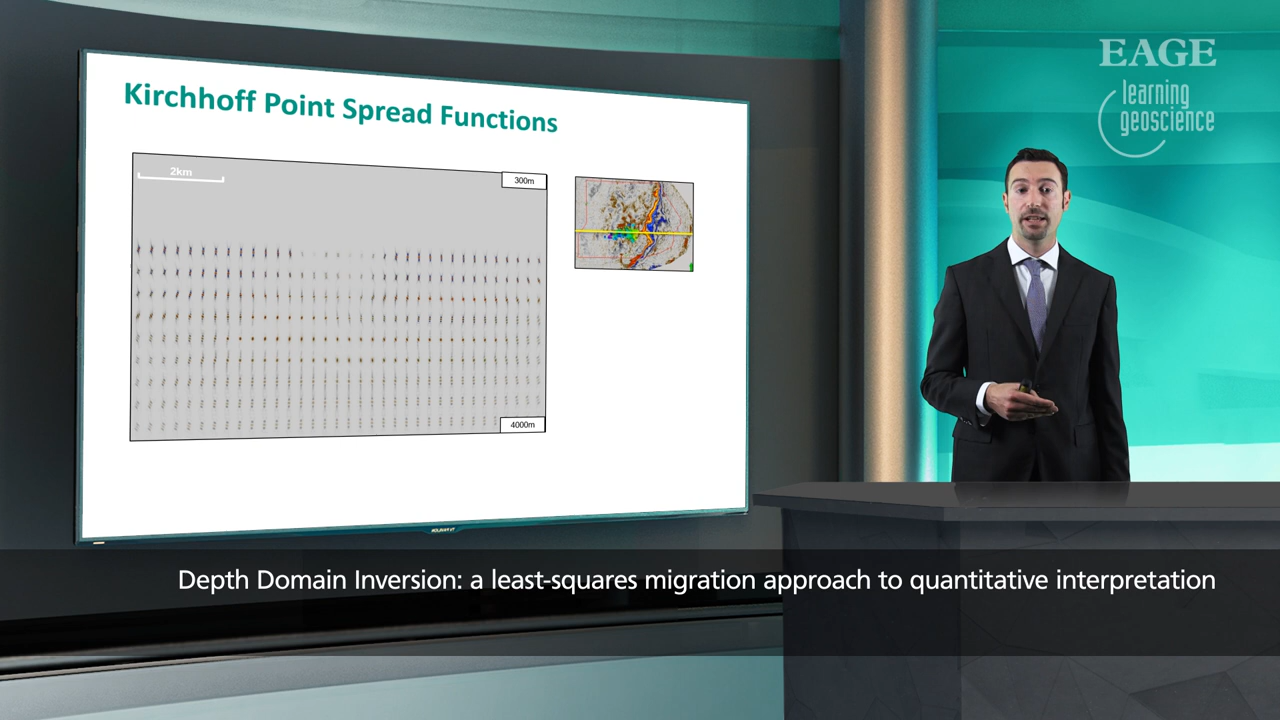 EAGE
learning
geoscience
Kirchhoff Point Spread Functions
2km
300m
4000m
Depth Domain Inversion: a least-squares migration approach to quantitative interpretation